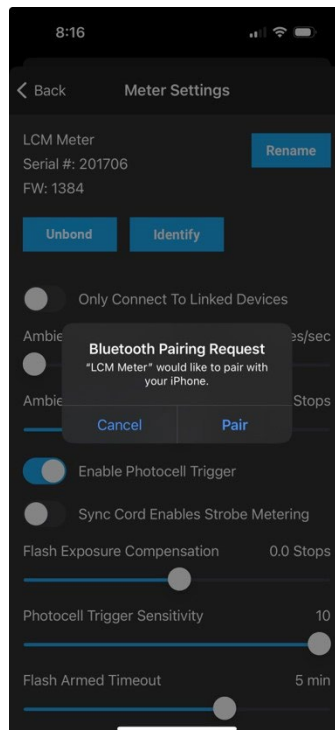 8:16
Back
Meter Settings
LCM Meter
Rename
Serial #: 201706
FW: 1384
Unbond
Identify
Only Connect To Linked Devices
Bluetooth Pairing Request
"LCM Meter" would like to pair with
your iPhone.
Stops
Cancel
Pair
Enable Photocell Trigger
Sync Cord Enables Strobe Metering
Flash Exposure Compensation
0.0 Stops
Photocell Trigger Sensitivity
10
Flash Armed Timeout
5 min